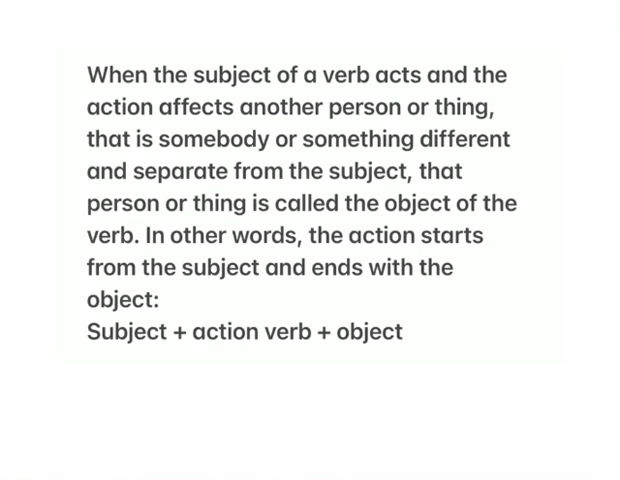 When the subject of a verb acts and the
action affects another person or thing,
that is somebody or something different
and separate from the subject, that
person or thing is called the object of the
verb. In other words, the action starts
from the subject and ends with the
object:
Subject + action verb + object